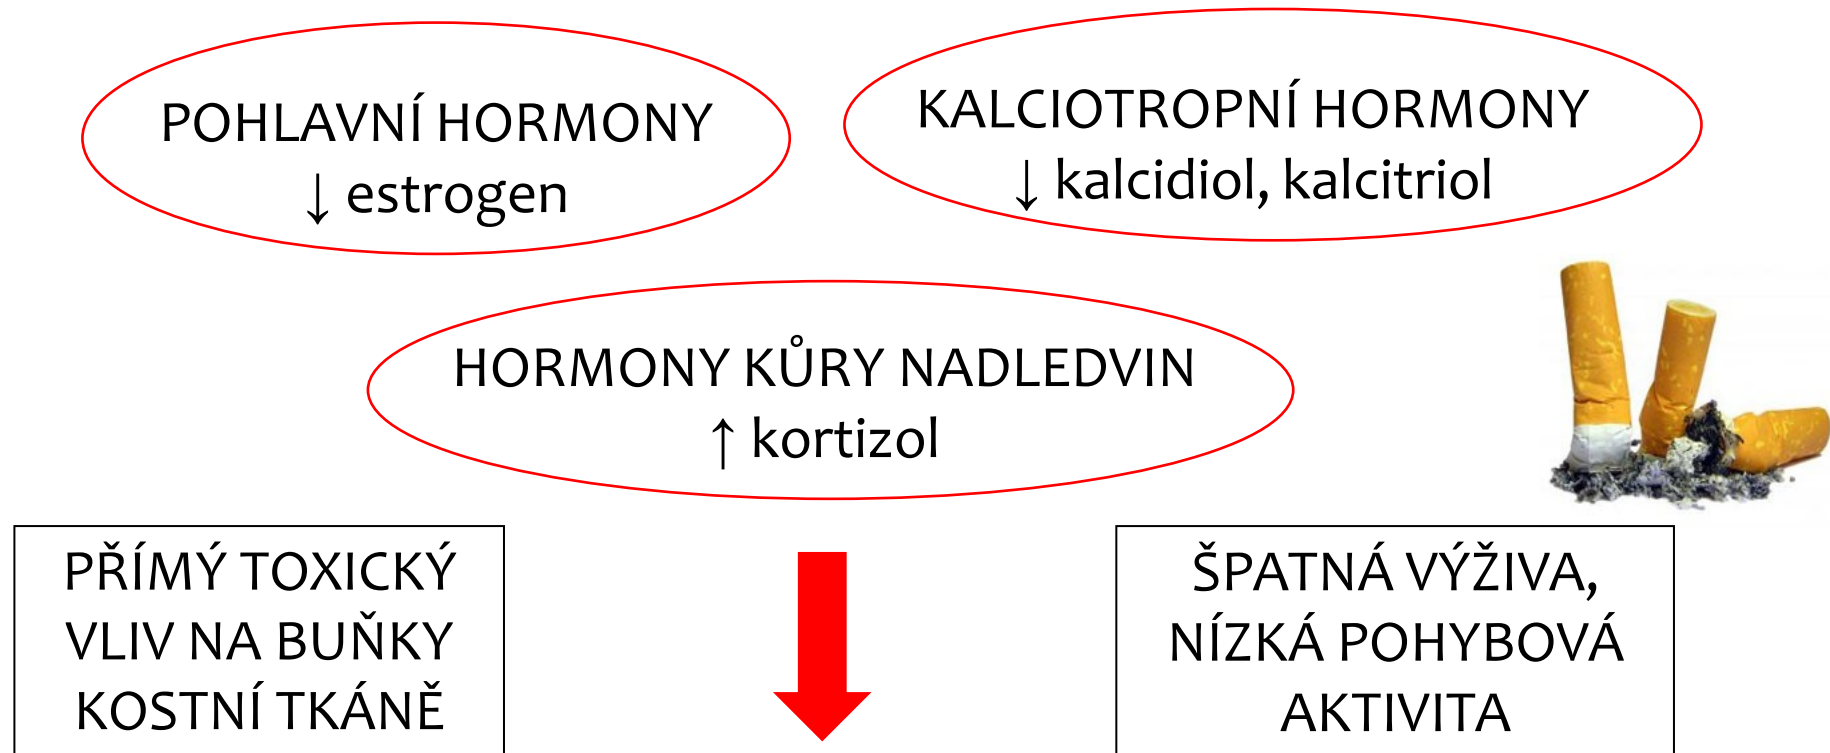 POHLAVNÍ HORMONY
↓ estrogen
KALCIOTROPNÍ HORMONY
↓ kalcidiol, kalcitriol
HORMONY KŮRY NADLEDVIN
↑ kortizol
PŘÍMÝ TOXICKÝ
VLIV NA BUŇKY
KOSTNÍ TKÁNĚ
ŠPATNÁ VÝŽIVA,
NÍZKÁ POHYBOVÁ
AKTIVITA